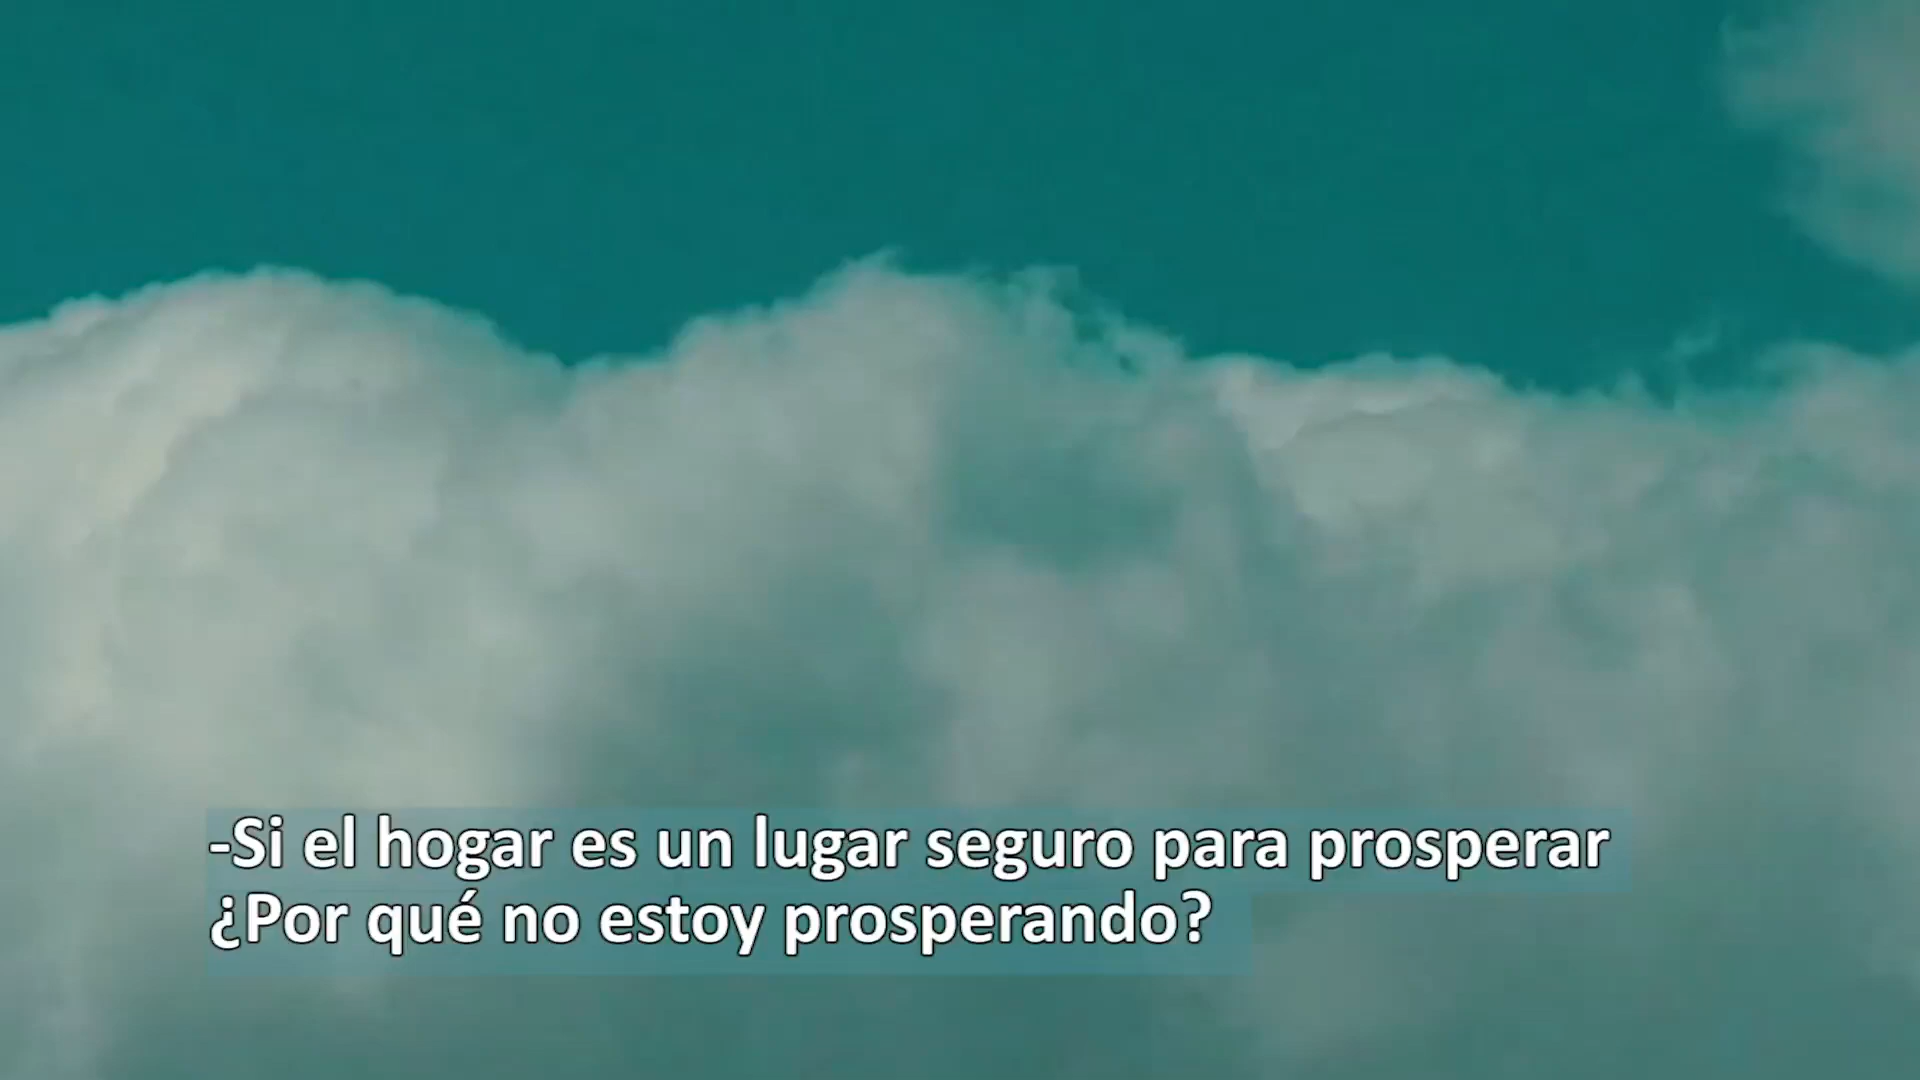 -Si el hogar es un lugar seguro para prosperar
¿Por qué no estoy prosperando?